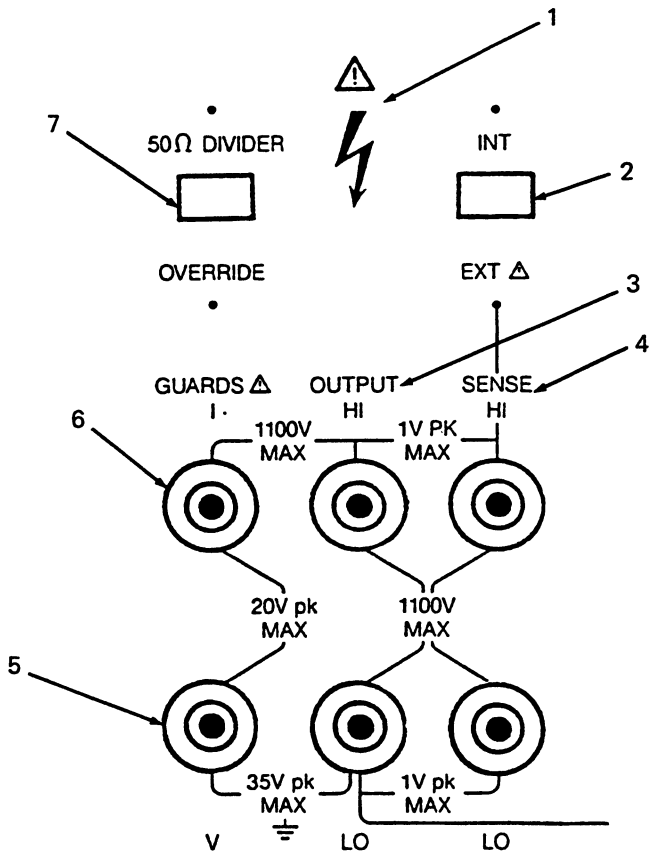 1
7
50Ω DIVIDER
INT
2
OVERRIDE
EXT ⚠
3
4
GUARDS ⚠
OUTPUT
SENSE
I
HI
HI
6
1100V
MAX
1V PK
MAX
20V pk
MAX
1100V
MAX
5
35V pk
MAX
1V pk
MAX
V
LO
LO